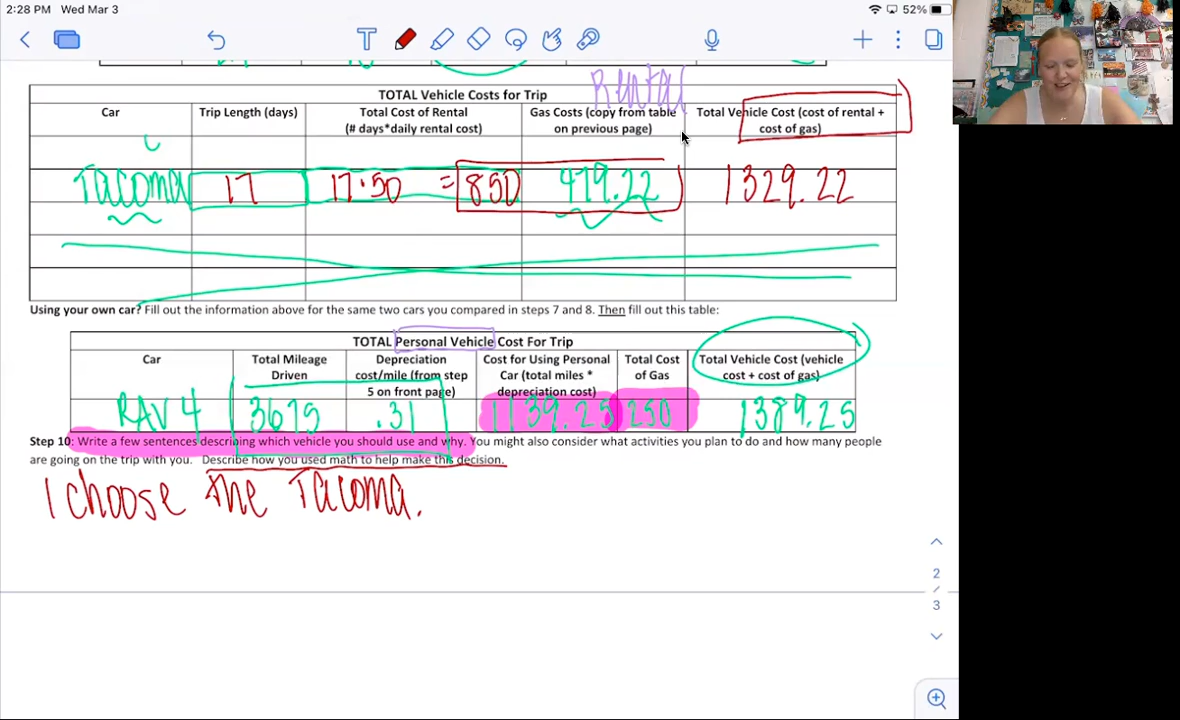 2:28 PM Wed Mar 3
52%
Rental
TOTAL Vehicle Costs for Trip
Car
Trip Length (days)
Total Cost of Rental
(# days*daily rental cost)
Gas Costs (copy from table
on previous page)
Total Vehicle Cost (cost of rental +
cost of gas)
Tacoma 17 17·50 =850 479.22 1329.22
Using your own car? Fill out the information above for the same two cars you compared in steps 7 and 8. Then fill out this table:
TOTAL Personal Vehicle Cost For Trip
Car
Total Mileage
Driven
Depreciation
cost/mile (from step
5 on front page)
Cost for Using Personal
Car (total miles *
depreciation cost)
Total Cost
of Gas
Total Vehicle Cost (vehicle
cost + cost of gas)
RAV 4 3675 .31 1139.25 250 1389.25
Step 10: Write a few sentences describing which vehicle you should use and why. You might also consider what activities you plan to do and how many people
are going on the trip with you. Describe how you used math to help make this decision.
I choose the Tacoma.
2
/
3